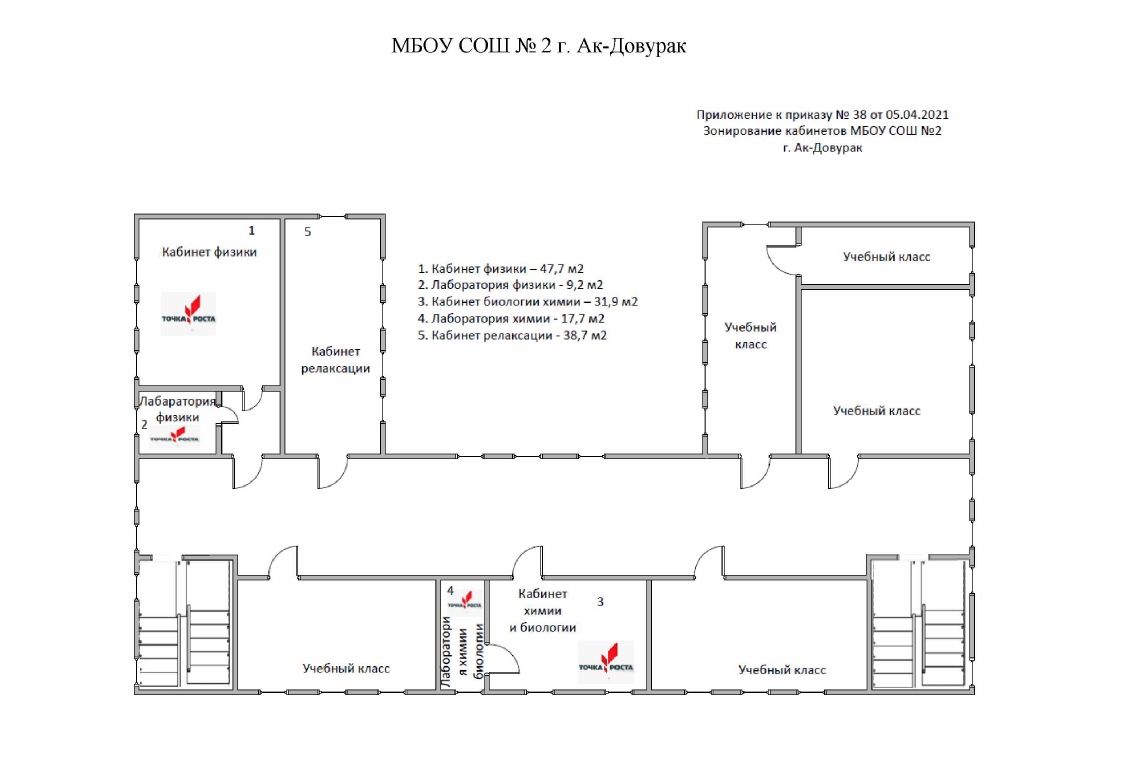 МБОУ СОШ № 2 г. Ак-Довурак
Приложение к приказу № 38 от 05.04.2021
Зонирование кабинетов МБОУ СОШ №2
г. Ак-Довурак
1
Кабинет физики
ТОЧКА РОСТА
5
Кабинет
релаксации
1. Кабинет физики – 47,7 м2
2. Лаборатория физики - 9,2 м2
3. Кабинет биологии химии – 31,9 м2
4. Лаборатория химии - 17,7 м2
5. Кабинет релаксации - 38,7 м2
Учебный класс
Учебный
класс
Учебный класс
Лабаратория
физики
2
ТОЧКА РОСТА
Учебный класс
4
ТОЧКА РОСТА
Лаборатори
я химии
биологии
Кабинет
химии
и биологии
3
ТОЧКА РОСТА
Учебный класс